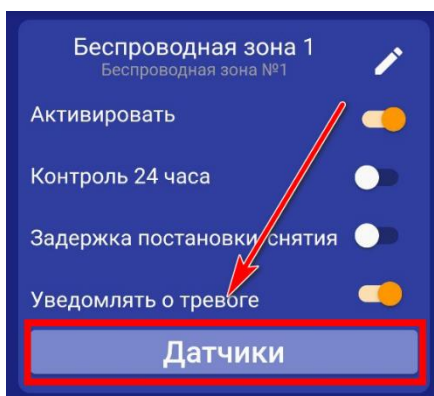 Беспроводная зона 1
Беспроводная зона №1
Активировать
Контроль 24 часа
Задержка постановки/снятия
Уведомлять о тревоге
Датчики